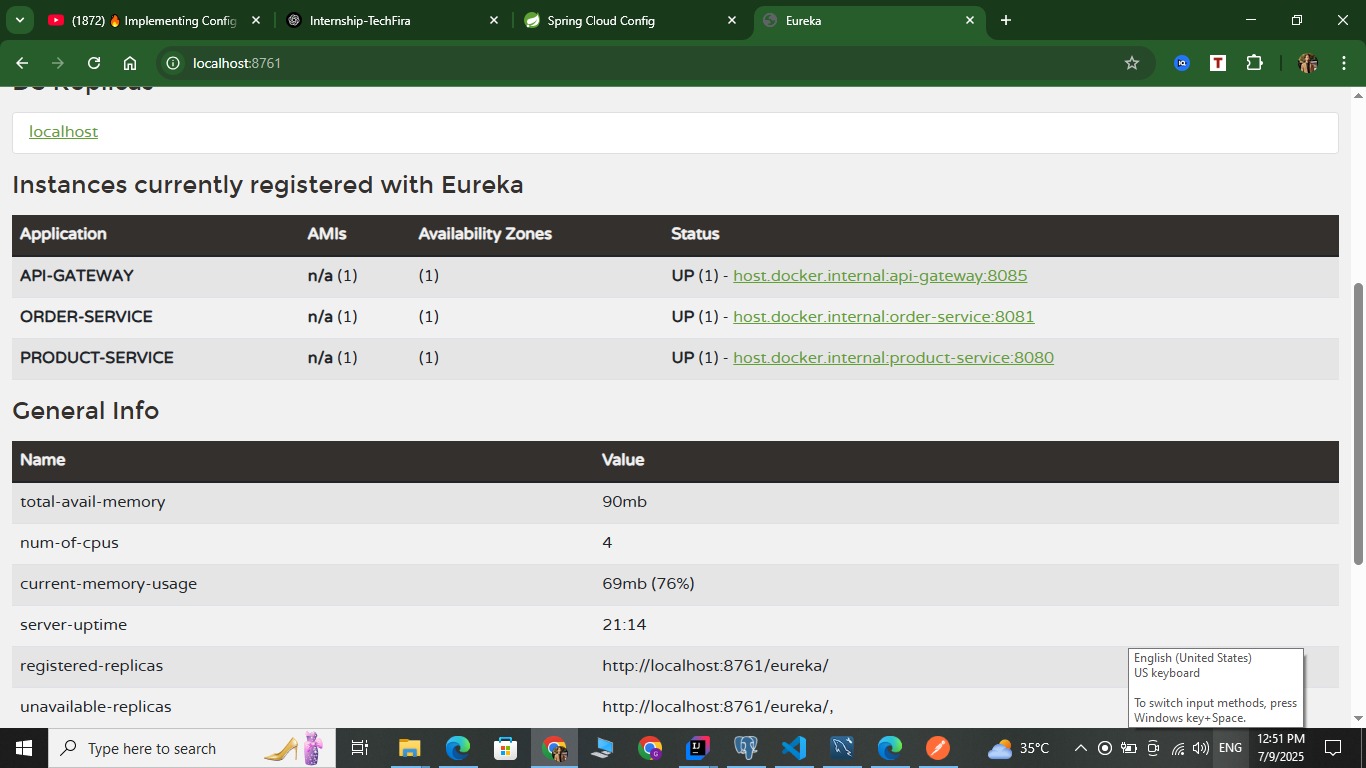 (1872) 🔥 Implementing Config
Internship-TechFira
Spring Cloud Config
Eureka
localhost:8761
DS Replicas
localhost
Instances currently registered with Eureka
Application AMIs Availability Zones Status
API-GATEWAY n/a (1) (1) UP (1) - host.docker.internal:api-gateway:8085
ORDER-SERVICE n/a (1) (1) UP (1) - host.docker.internal:order-service:8081
PRODUCT-SERVICE n/a (1) (1) UP (1) - host.docker.internal:product-service:8080
General Info
Name Value
total-avail-memory 90mb
num-of-cpus 4
current-memory-usage 69mb (76%)
server-uptime 21:14
registered-replicas http://localhost:8761/eureka/
unavailable-replicas http://localhost:8761/eureka/,
English (United States)
US keyboard
To switch input methods, press
Windows key+Space.
Type here to search
35°C
ENG
12:51 PM
7/9/2025